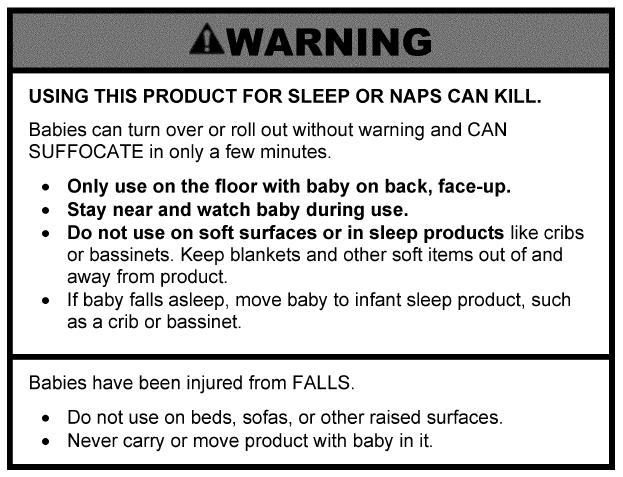 ⚠WARNING
USING THIS PRODUCT FOR SLEEP OR NAPS CAN KILL.
Babies can turn over or roll out without warning and CAN
SUFFOCATE in only a few minutes.
• Only use on the floor with baby on back, face-up.
• Stay near and watch baby during use.
• Do not use on soft surfaces or in sleep products like cribs
or bassinets. Keep blankets and other soft items out of and
away from product.
• If baby falls asleep, move baby to infant sleep product, such
as a crib or bassinet.
Babies have been injured from FALLS.
• Do not use on beds, sofas, or other raised surfaces.
• Never carry or move product with baby in it.